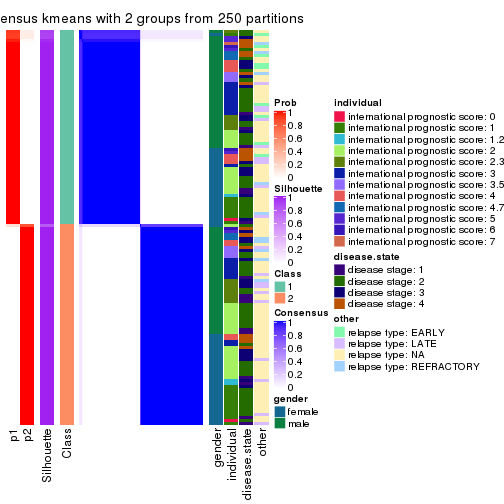 ensus kmeans with 2 groups from 250 partitions
Prob
1
0.8
0.6
0.4
0.2
0
Silhouette
1
0.8
0.6
0.4
0.2
0
Class
1
2
Consensus
1
0.8
0.6
0.4
0.2
0
gender
female
male
individual
international prognostic score: 0
international prognostic score: 1
international prognostic score: 1.2
international prognostic score: 2
international prognostic score: 2.3
international prognostic score: 3
international prognostic score: 3.5
international prognostic score: 4
international prognostic score: 4.7
international prognostic score: 5
international prognostic score: 6
international prognostic score: 7
disease.state
disease stage: 1
disease stage: 2
disease stage: 3
disease stage: 4
other
relapse type: EARLY
relapse type: LATE
relapse type: NA
relapse type: REFRACTORY
p1
p2
Silhouette
Class
gender
individual
disease.state
other